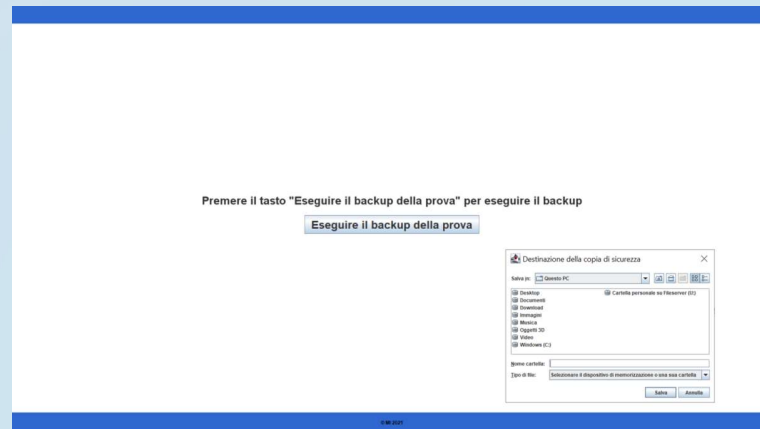 Premere il tasto "Eseguire il backup della prova" per eseguire il backup
Eseguire il backup della prova
Destinazione della copia di sicurezza
Salva in: Questo PC
Desktop
Documenti
Download
Immagini
Musica
Oggetti 3D
Video
Windows (C:)
Cartella personale su Fileserver (U:)
Nome cartella:
Tipo di file: Selezionare il dispositivo di memorizzazione o una sua cartella
Salva Annulla